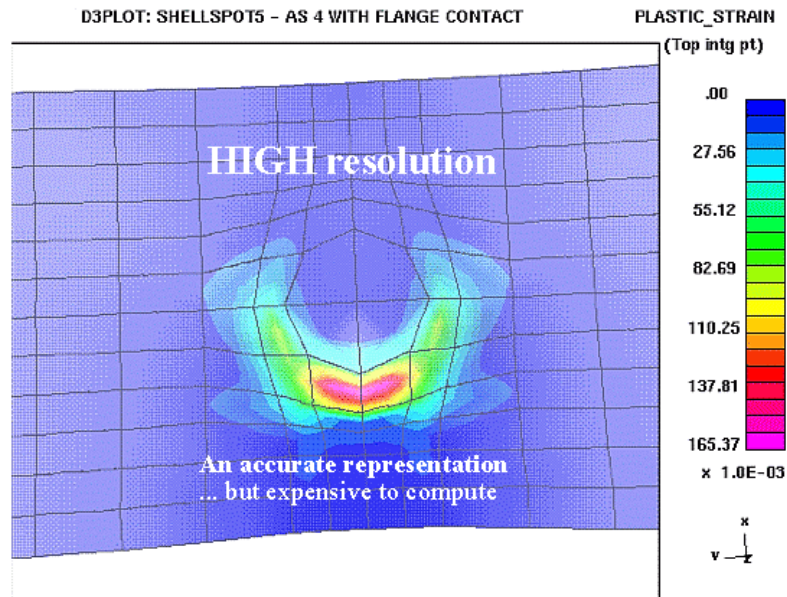 D3PLOT: SHELLSPOT5 - AS 4 WITH FLANGE CONTACT
PLASTIC_STRAIN
(Top intg pt)
.00
27.56
55.12
82.69
110.25
137.81
165.37
x 1.0E-03
HIGH resolution
An accurate representation
... but expensive to compute
X
Y
Z